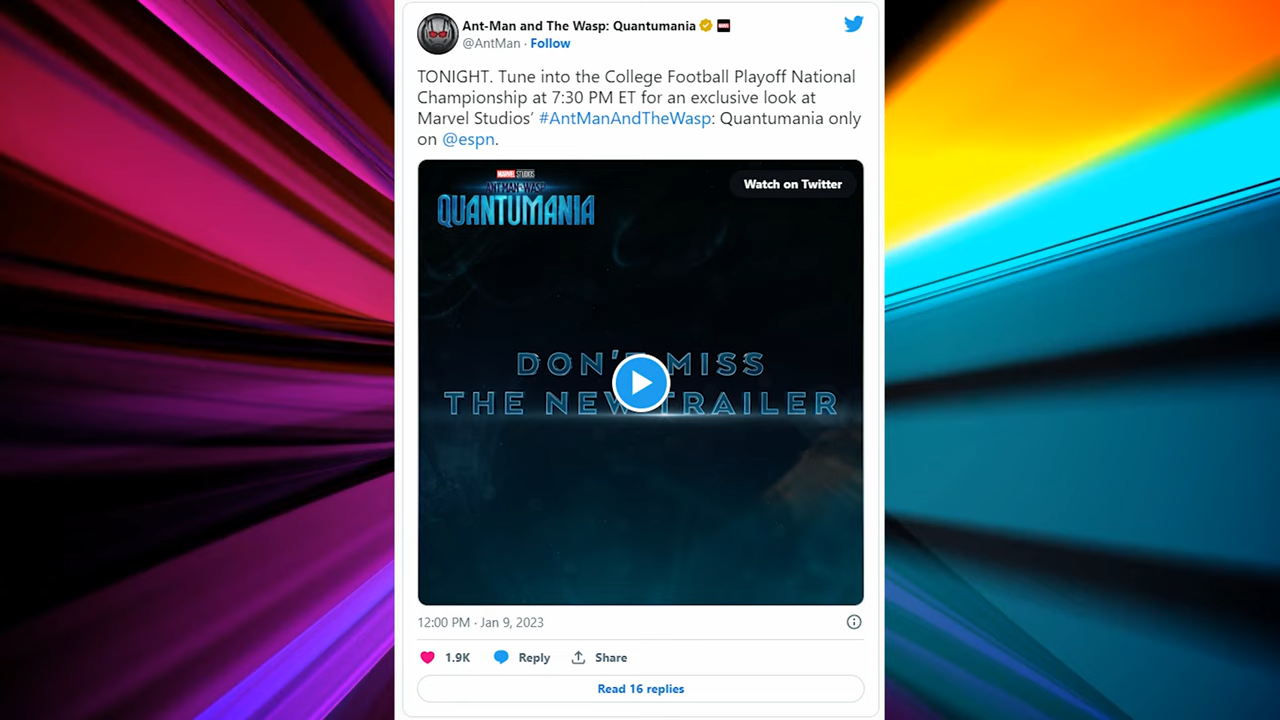 Ant-Man and The Wasp: Quantumania
@AntMan · Follow
TONIGHT. Tune into the College Football Playoff National
Championship at 7:30 PM ET for an exclusive look at
Marvel Studios’ #AntManAndTheWasp: Quantumania only
on @espn.
MARVEL STUDIOS
ANT-MAN AND THE WASP
QUANTUMANIA
Watch on Twitter
DON'T MISS
THE NEW TRAILER
12:00 PM · Jan 9, 2023
1.9K Reply Share
Read 16 replies